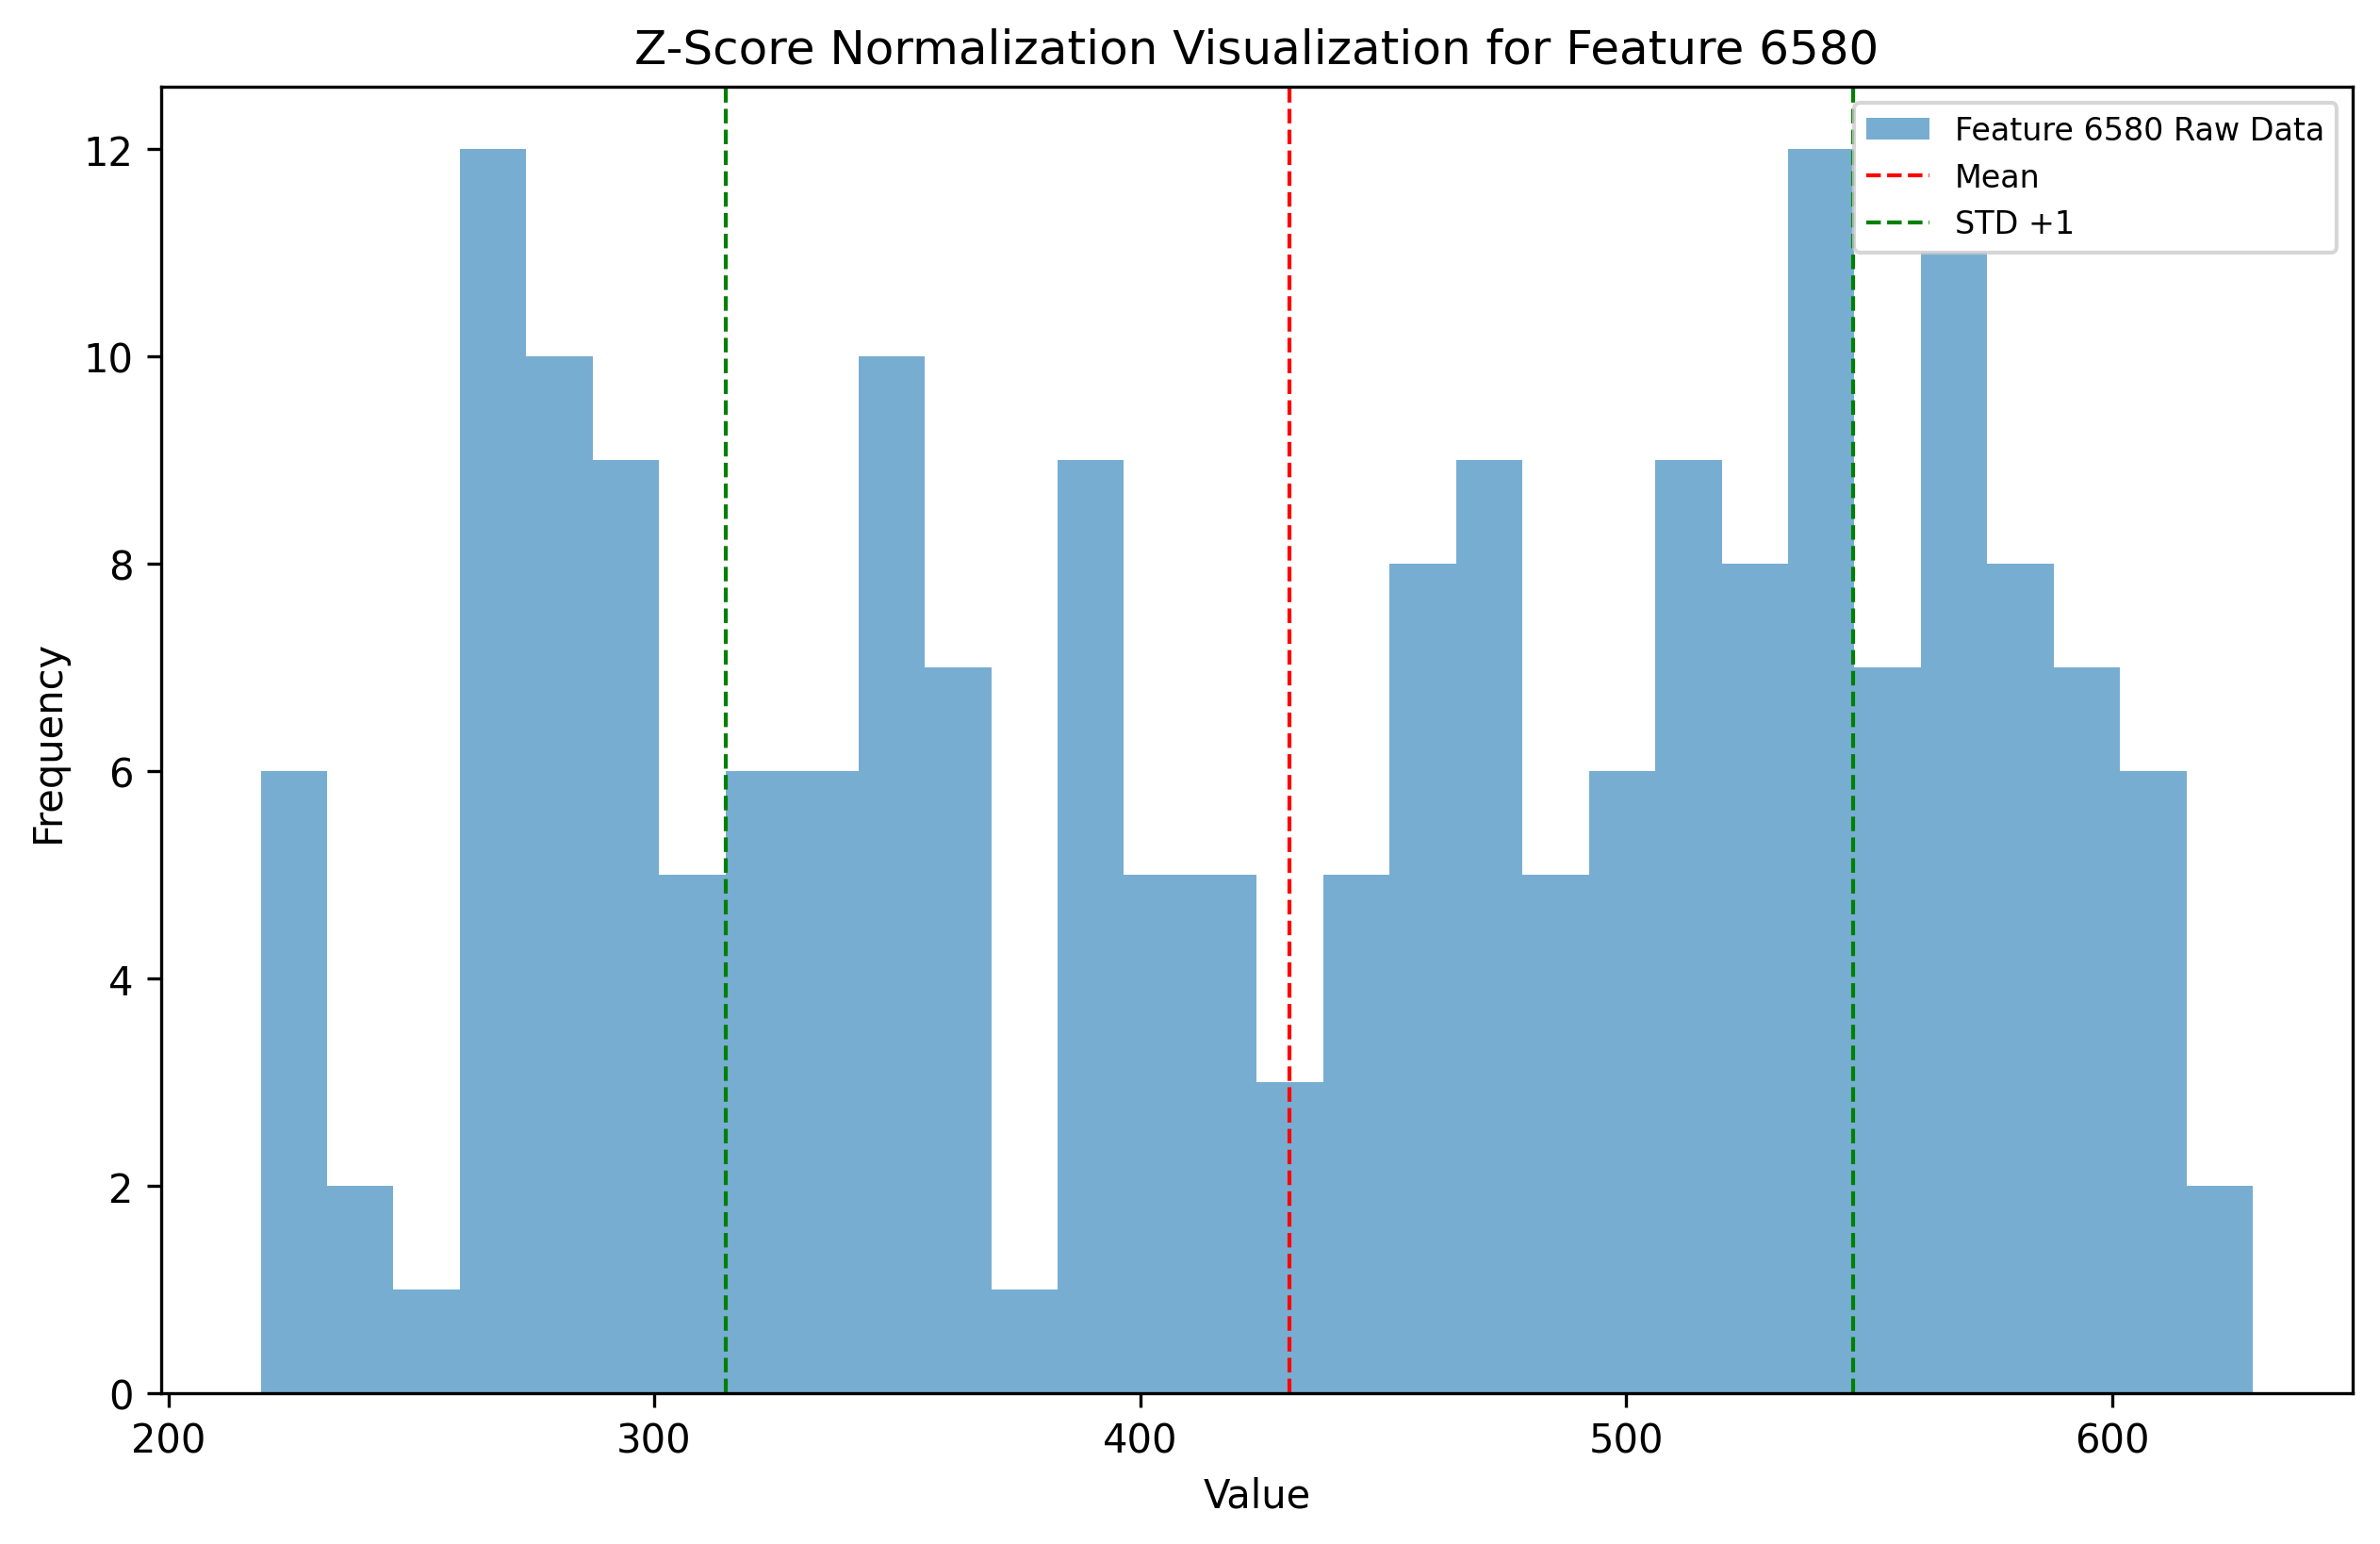 Z-Score Normalization Visualization for Feature 6580
Feature 6580 Raw Data
Mean
STD +1
12
10
8
6
4
2
0
Frequency
200 300 400 500 600
Value